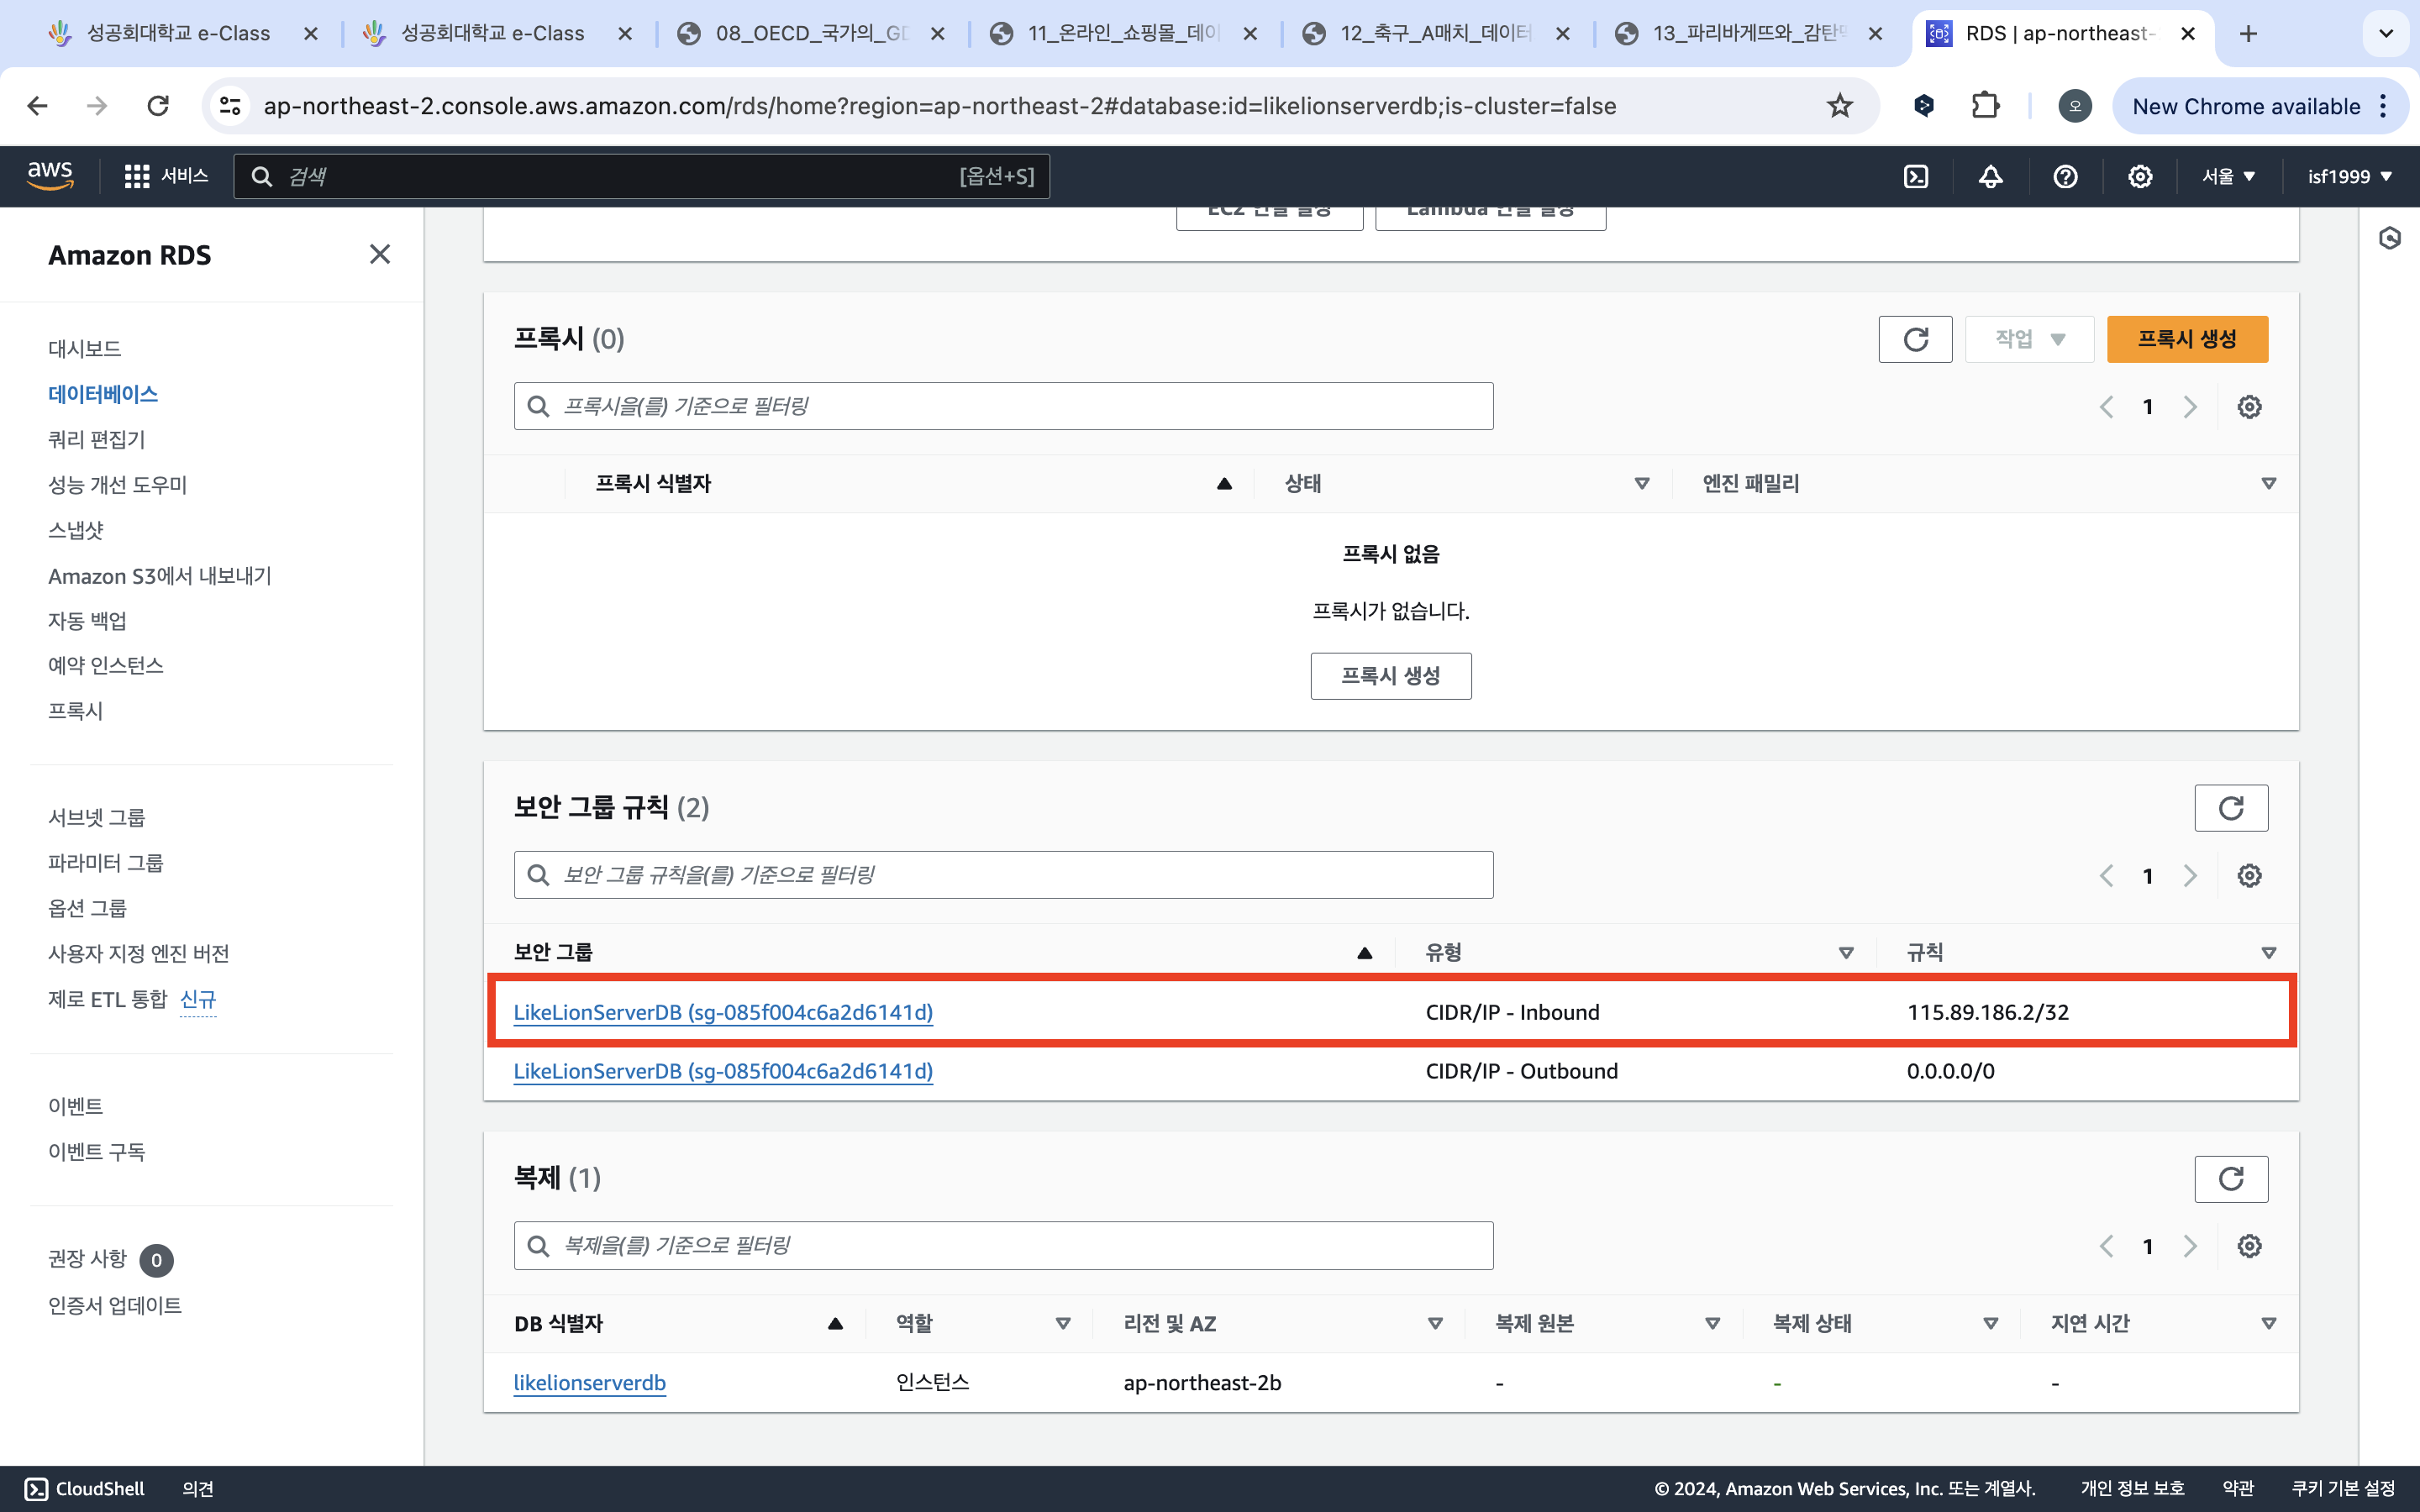 성공회대학교 e-Class
성공회대학교 e-Class
08_OECD_국가의_GD
11_온라인_쇼핑몰_데이
12_축구_A매치_데이터
13_파리바게뜨와_감탄
RDS | ap-northeast-
ap-northeast-2.console.aws.amazon.com/rds/home?region=ap-northeast-2#database:id=likelionserverdb;is-cluster=false
오
New Chrome available
aws
서비스
검색
[옵션+S]
서울
isf1999
Amazon RDS
대시보드
데이터베이스
쿼리 편집기
성능 개선 도우미
스냅샷
Amazon S3에서 내보내기
자동 백업
예약 인스턴스
프록시
서브넷 그룹
파라미터 그룹
옵션 그룹
사용자 지정 엔진 버전
제로 ETL 통합 신규
이벤트
이벤트 구독
권장 사항 0
인증서 업데이트
EC2 연결 설정
Lambda 연결 설정
프록시 (0)
작업
프록시 생성
프록시을(를) 기준으로 필터링
1
프록시 식별자
상태
엔진 패밀리
프록시 없음
프록시가 없습니다.
프록시 생성
보안 그룹 규칙 (2)
보안 그룹 규칙을(를) 기준으로 필터링
1
보안 그룹
유형
규칙
LikeLionServerDB (sg-085f004c6a2d6141d)
CIDR/IP - Inbound
115.89.186.2/32
LikeLionServerDB (sg-085f004c6a2d6141d)
CIDR/IP - Outbound
0.0.0.0/0
복제 (1)
복제을(를) 기준으로 필터링
1
DB 식별자
역할
리전 및 AZ
복제 원본
복제 상태
지연 시간
likelionserverdb
인스턴스
ap-northeast-2b
-
-
-
CloudShell
의견
© 2024, Amazon Web Services, Inc. 또는 계열사.
개인 정보 보호
약관
쿠키 기본 설정